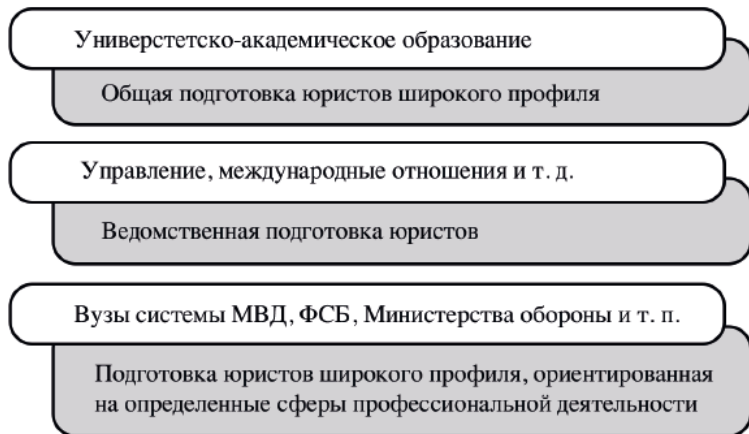 Универстетско-академическое образование
Общая подготовка юристов широкого профиля
Управление, международные отношения и т. д.
Ведомственная подготовка юристов
Вузы системы МВД, ФСБ, Министерства обороны и т. п.
Подготовка юристов широкого профиля, ориентированная
на определенные сферы профессиональной деятельности